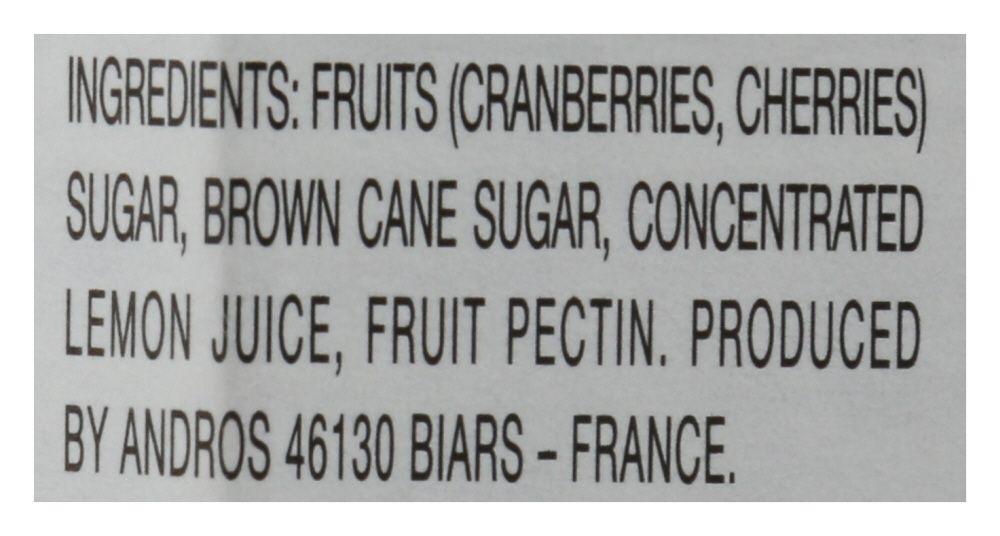 INGREDIENTS: FRUITS (CRANBERRIES, CHERRIES)
SUGAR, BROWN CANE SUGAR, CONCENTRATED
LEMON JUICE, FRUIT PECTIN. PRODUCED
BY ANDROS 46130 BIARS – FRANCE.